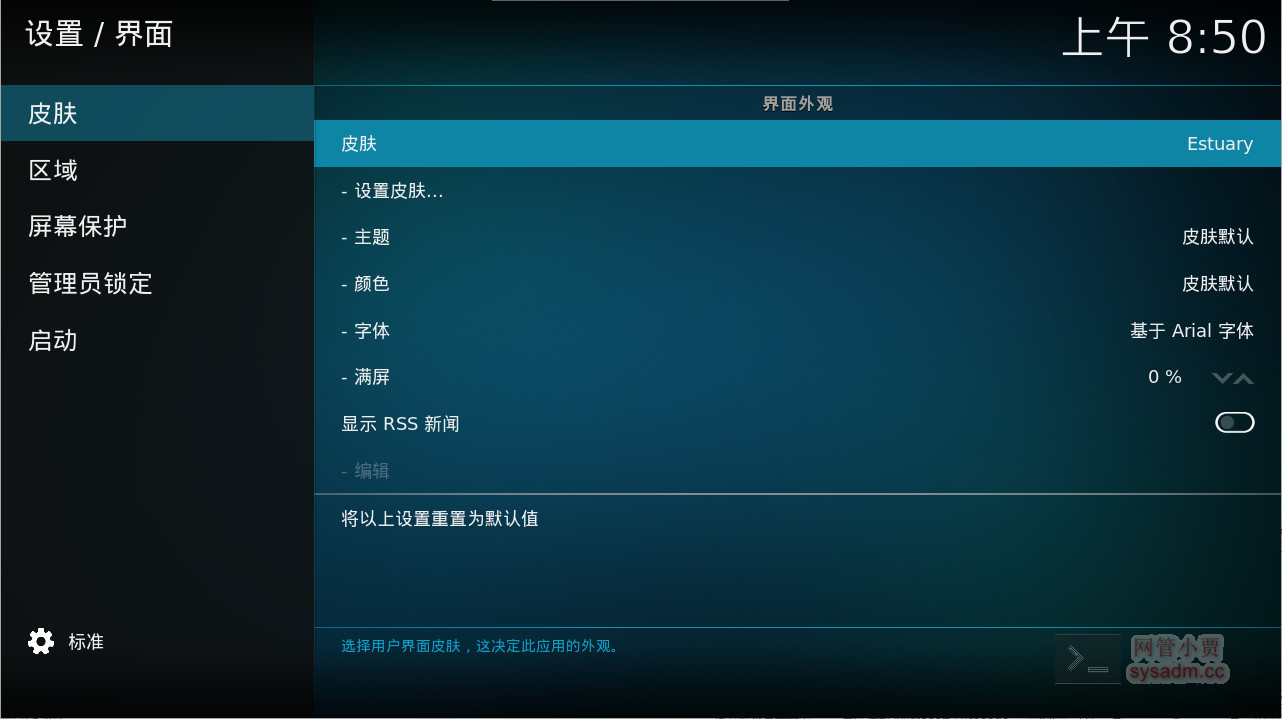 设置 / 界面
上午 8:50
皮肤
区域
屏幕保护
管理员锁定
启动
标准
界面外观
皮肤 Estuary
- 设置皮肤...
- 主题 皮肤默认
- 颜色 皮肤默认
- 字体 基于 Arial 字体
- 满屏 0 %
显示 RSS 新闻
- 编辑
将以上设置重置为默认值
选择用户界面皮肤，这决定此应用的外观。
网管小贾
sysadm.cc